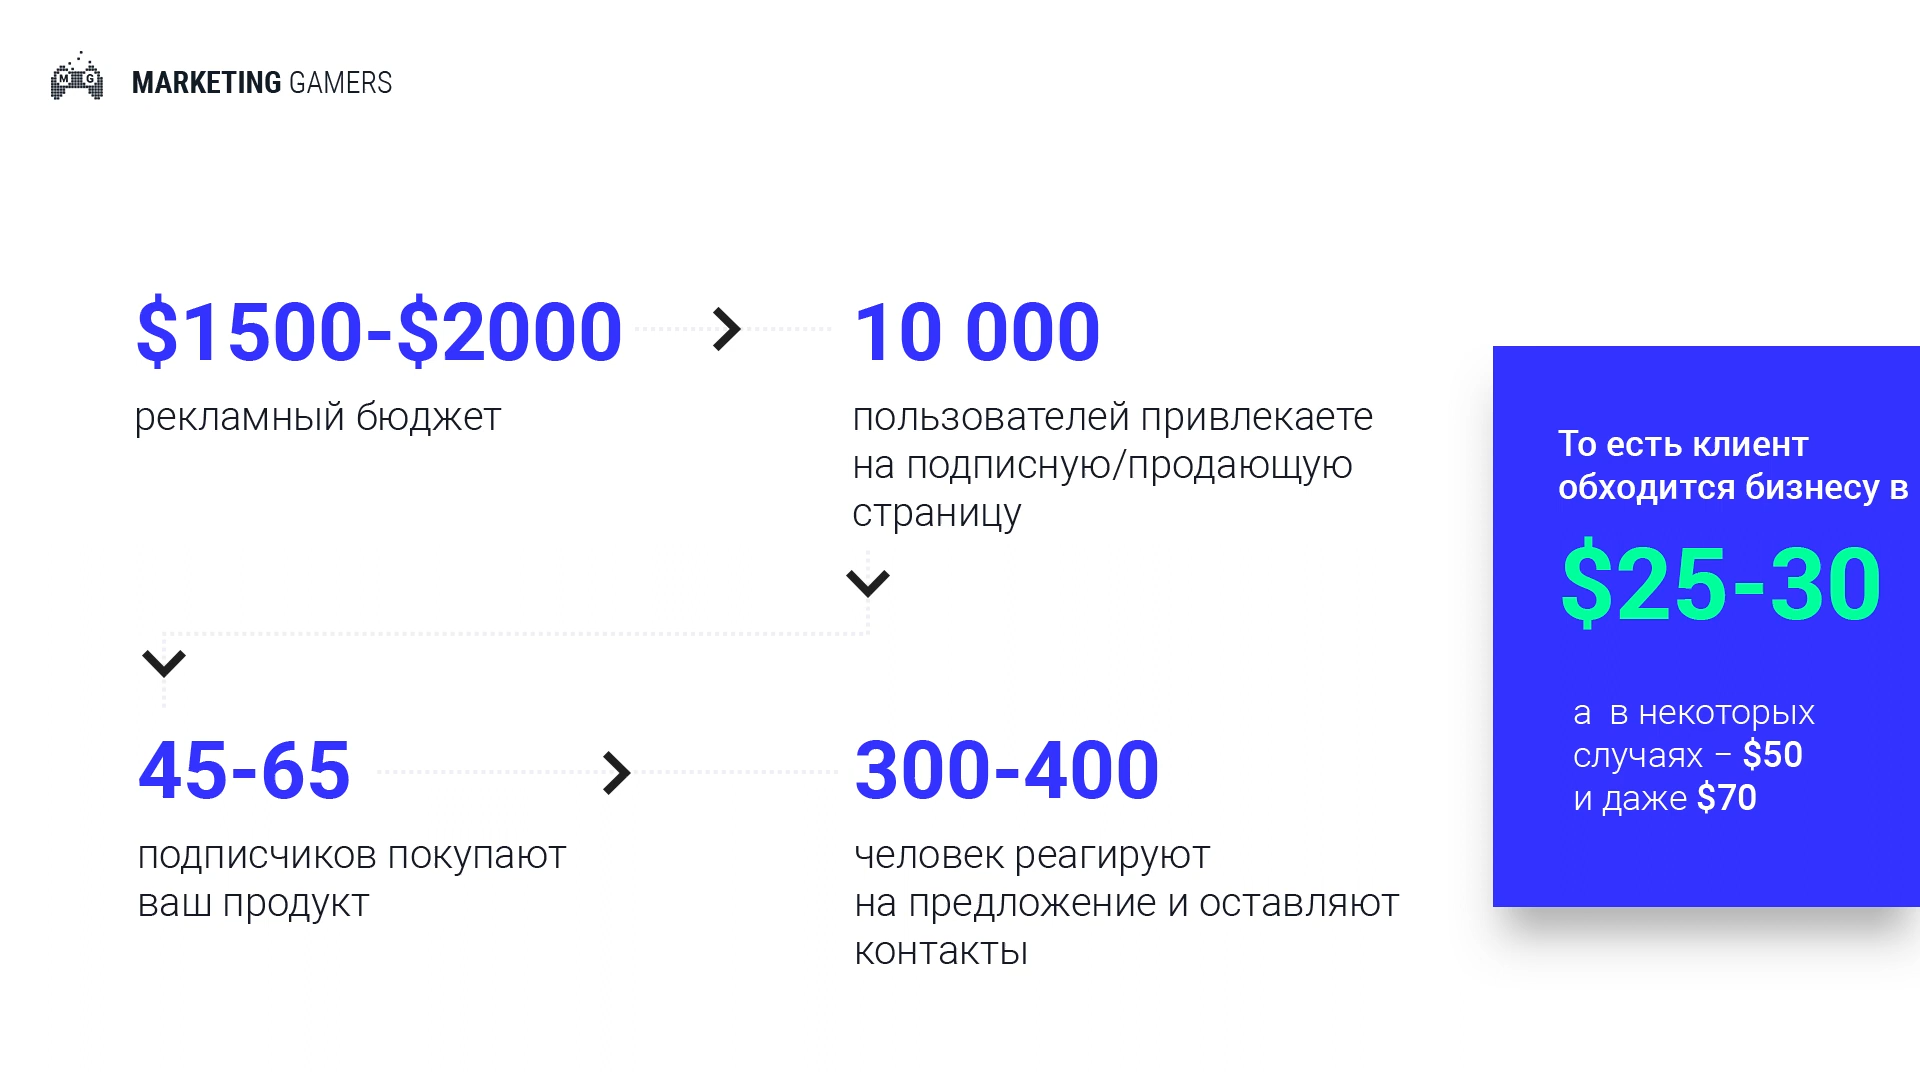 M G
MARKETING GAMERS
$1500-$2000
рекламный бюджет
10 000
пользователей привлекаете
на подписную/продающую
страницу
45-65
подписчиков покупают
ваш продукт
300-400
человек реагируют
на предложение и оставляют
контакты
То есть клиент
обходится бизнесу в
$25-30
а в некоторых
случаях – $50
и даже $70